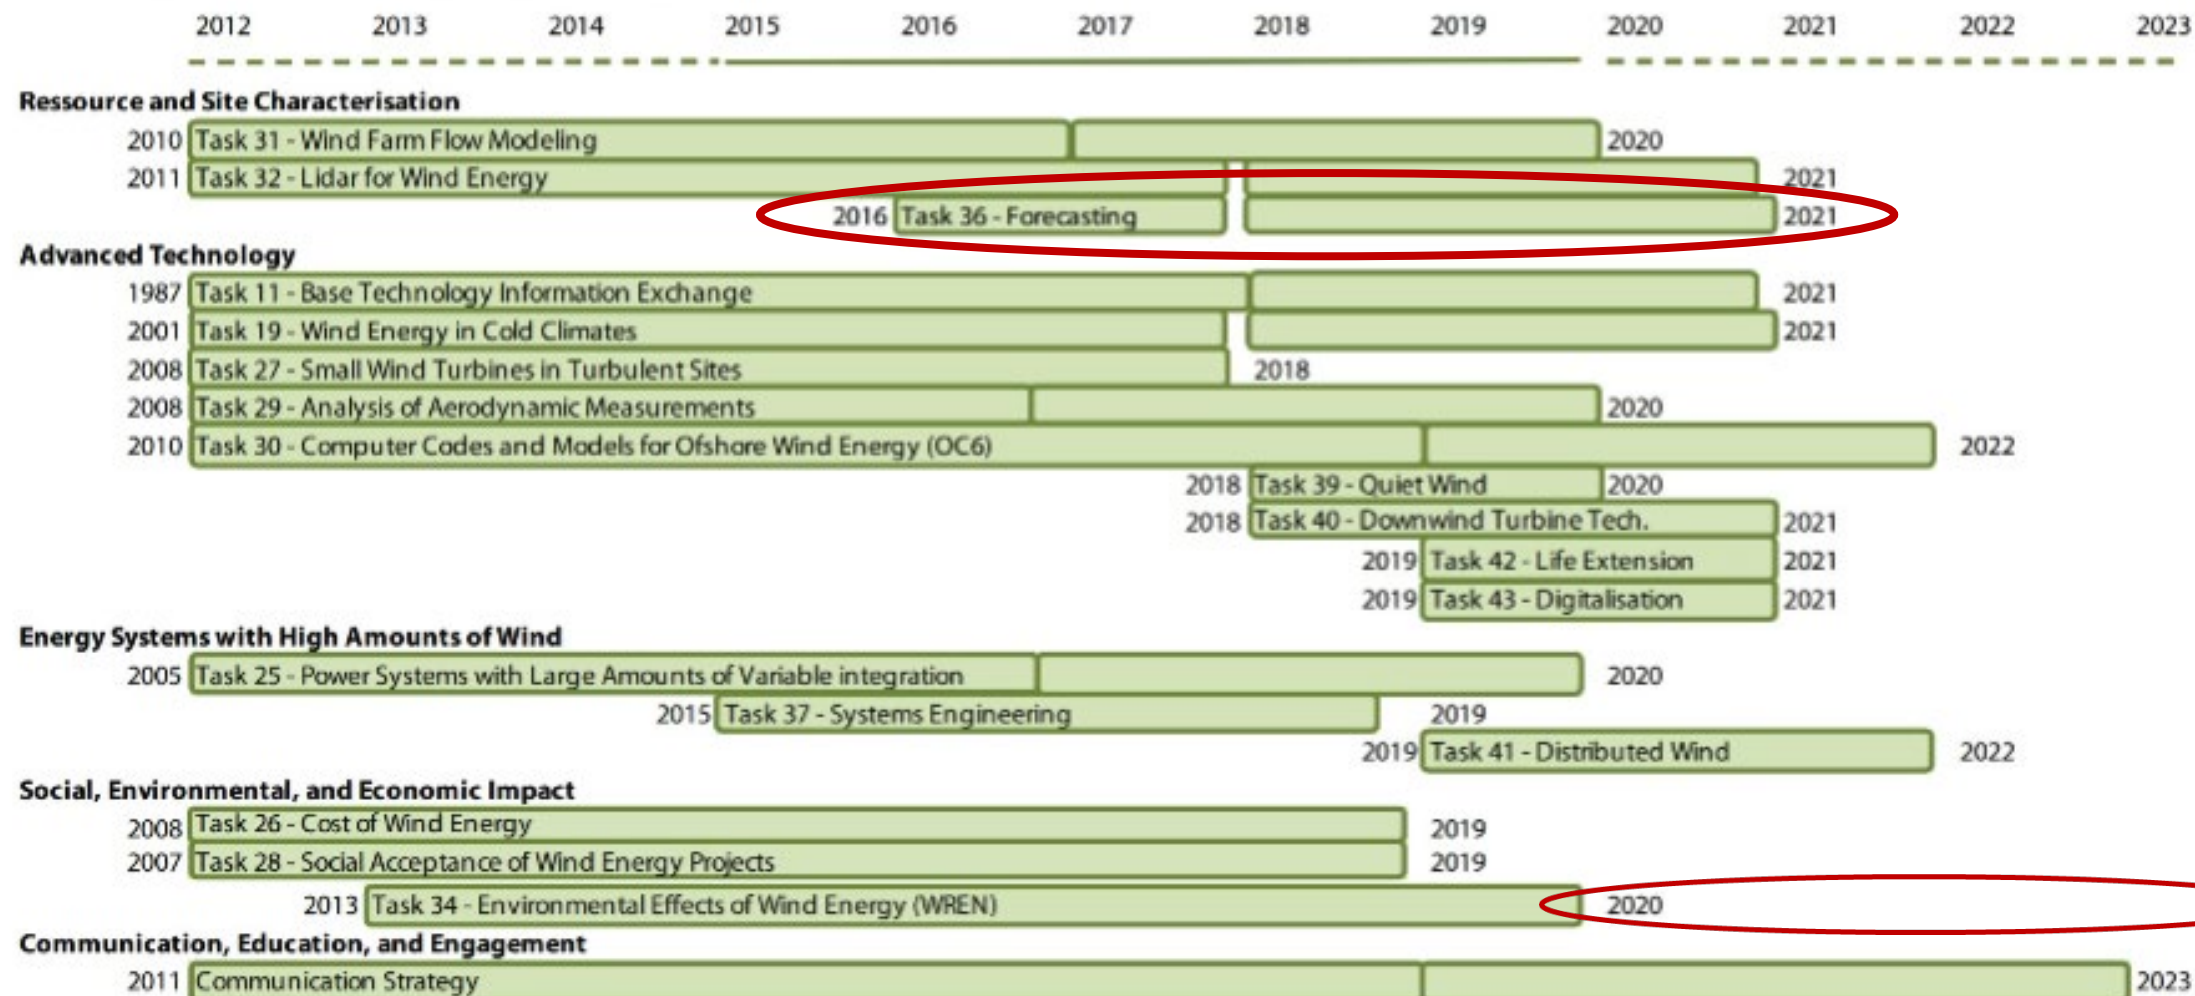 2012 2013 2014 2015 2016 2017 2018 2019 2020 2021 2022 2023
Ressource and Site Characterisation
2010 Task 31 - Wind Farm Flow Modeling 2020
2011 Task 32 - Lidar for Wind Energy 2021
2016 Task 36 - Forecasting 2021
Advanced Technology
1987 Task 11 - Base Technology Information Exchange 2021
2001 Task 19 - Wind Energy in Cold Climates 2021
2008 Task 27 - Small Wind Turbines in Turbulent Sites 2018
2008 Task 29 - Analysis of Aerodynamic Measurements 2020
2010 Task 30 - Computer Codes and Models for Ofshore Wind Energy (OC6) 2022
2018 Task 39 - Quiet Wind 2020
2018 Task 40 - Downwind Turbine Tech. 2021
2019 Task 42 - Life Extension 2021
2019 Task 43 - Digitalisation 2021
Energy Systems with High Amounts of Wind
2005 Task 25 - Power Systems with Large Amounts of Variable integration 2020
2015 Task 37 - Systems Engineering 2019
2019 Task 41 - Distributed Wind 2022
Social, Environmental, and Economic Impact
2008 Task 26 - Cost of Wind Energy 2019
2007 Task 28 - Social Acceptance of Wind Energy Projects 2019
2013 Task 34 - Environmental Effects of Wind Energy (WREN) 2020
Communication, Education, and Engagement
2011 Communication Strategy 2023